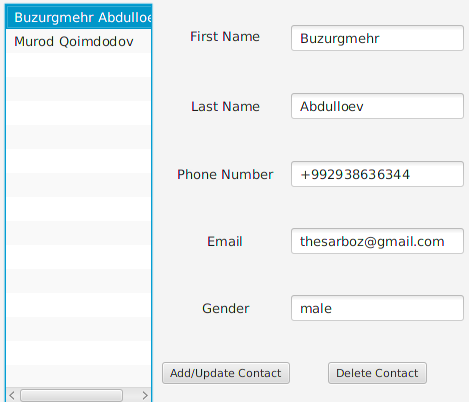 Buzurgmehr Abdulloe
Murod Qoimdodov
First Name
Buzurgmehr
Last Name
Abdulloev
Phone Number
+992938636344
Email
thesarboz@gmail.com
Gender
male
Add/Update Contact
Delete Contact